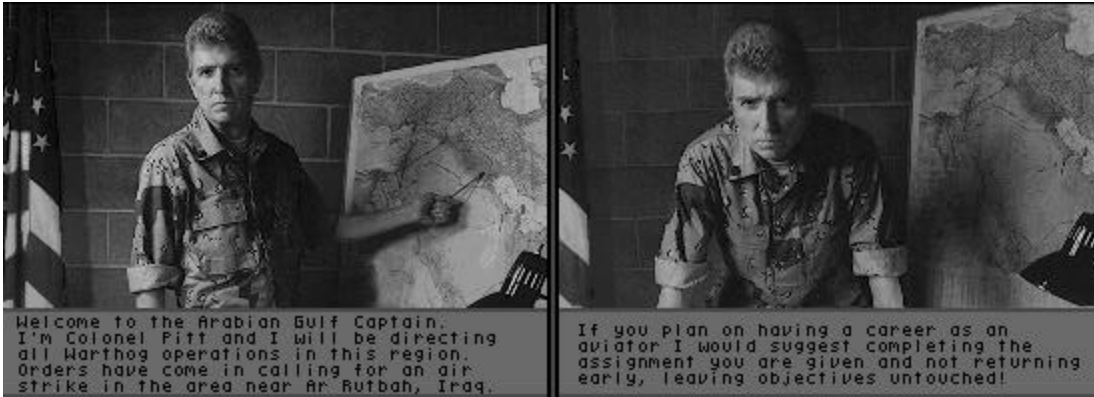 Welcome to the Arabian Gulf Captain.
I'm Colonel Pitt and I will be directing
all Warthog operations in this region.
Orders have come in calling for an air
strike in the area near Ar Rutbah, Iraq.
If you plan on having a career as an
aviator I would suggest completing the
assignment you are given and not returning
early, leaving objectives untouched!